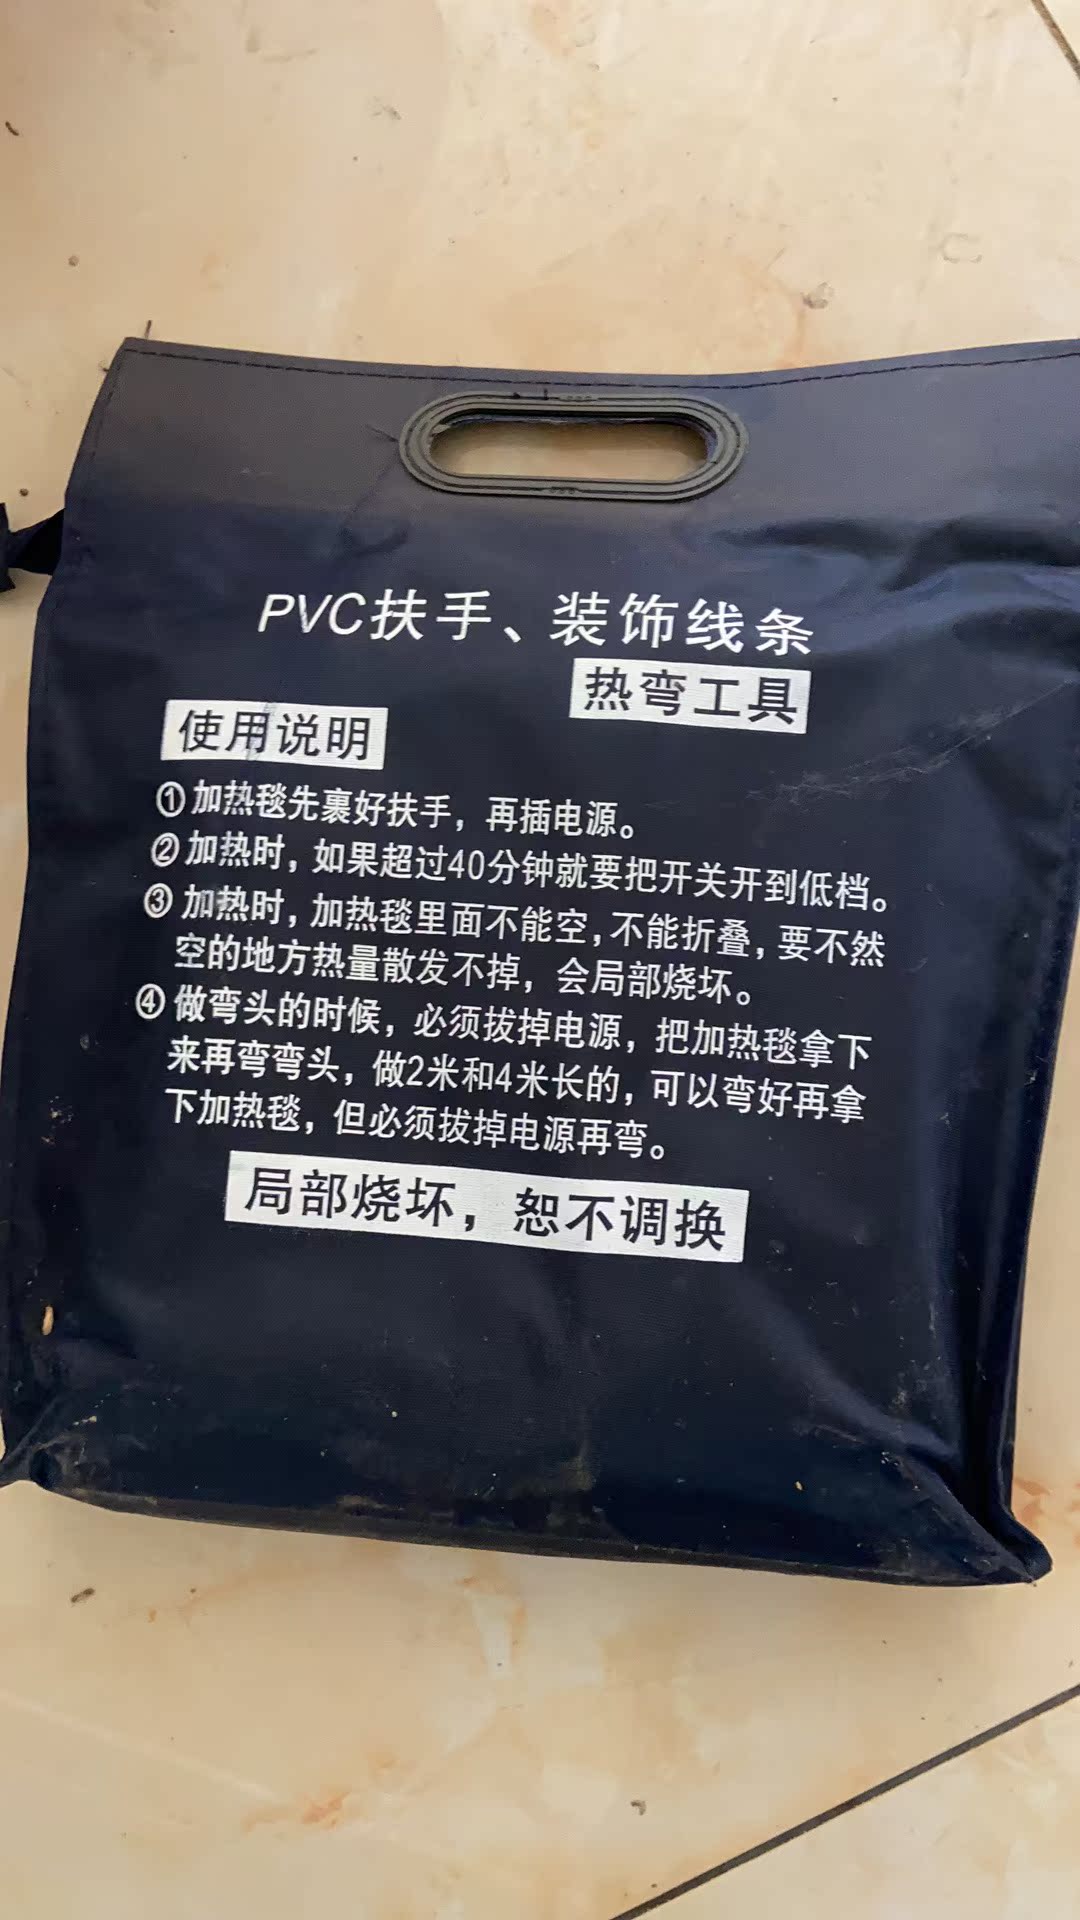 PVC扶手、装饰线条
热弯工具
使用说明
①加热毯先裹好扶手，再插电源。
②加热时，如果超过40分钟就要把开关开到低档。
③加热时，加热毯里面不能空，不能折叠，要不然
空的地方热量散发不掉，会局部烧坏。
④做弯头的时候，必须拔掉电源，把加热毯拿下
来再弯弯头，做2米和4米长的，可以弯好再拿
下加热毯，但必须拔掉电源再弯。
局部烧坏，恕不调换